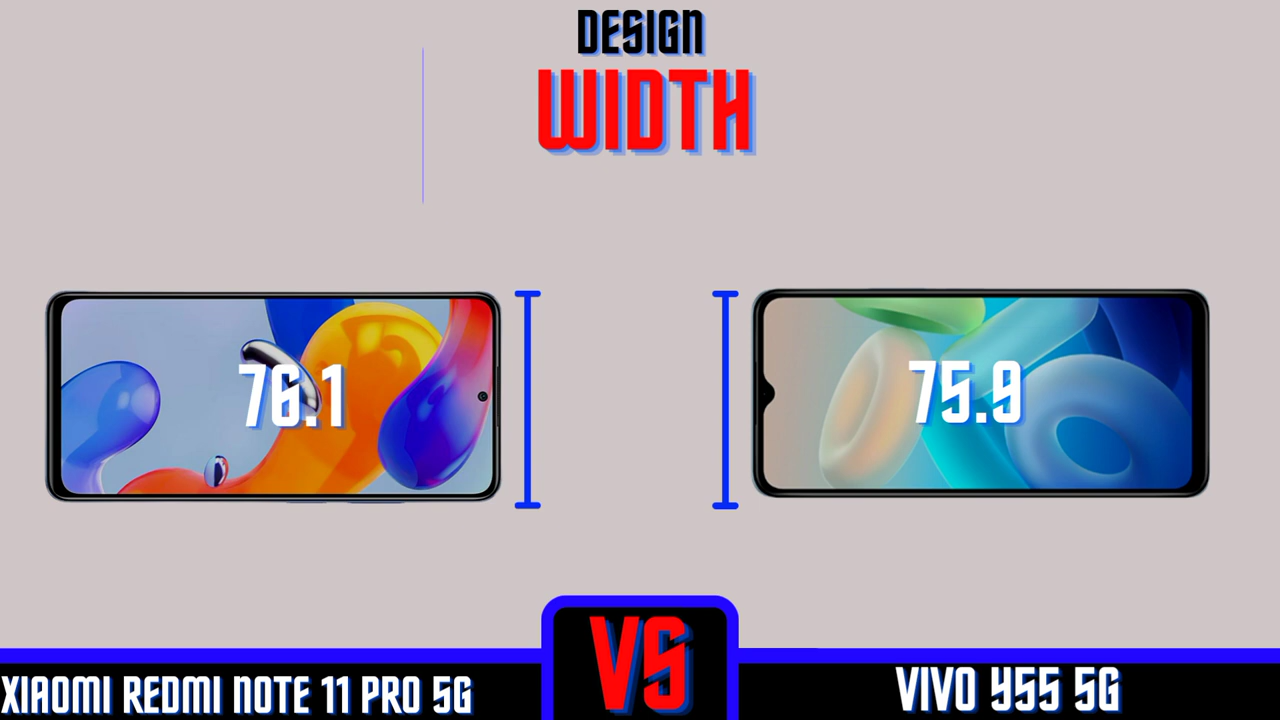 DESIGN
WIDTH
76.1
75.9
VS
XIAOMI REDMI NOTE 11 PRO 5G
VIVO Y55 5G